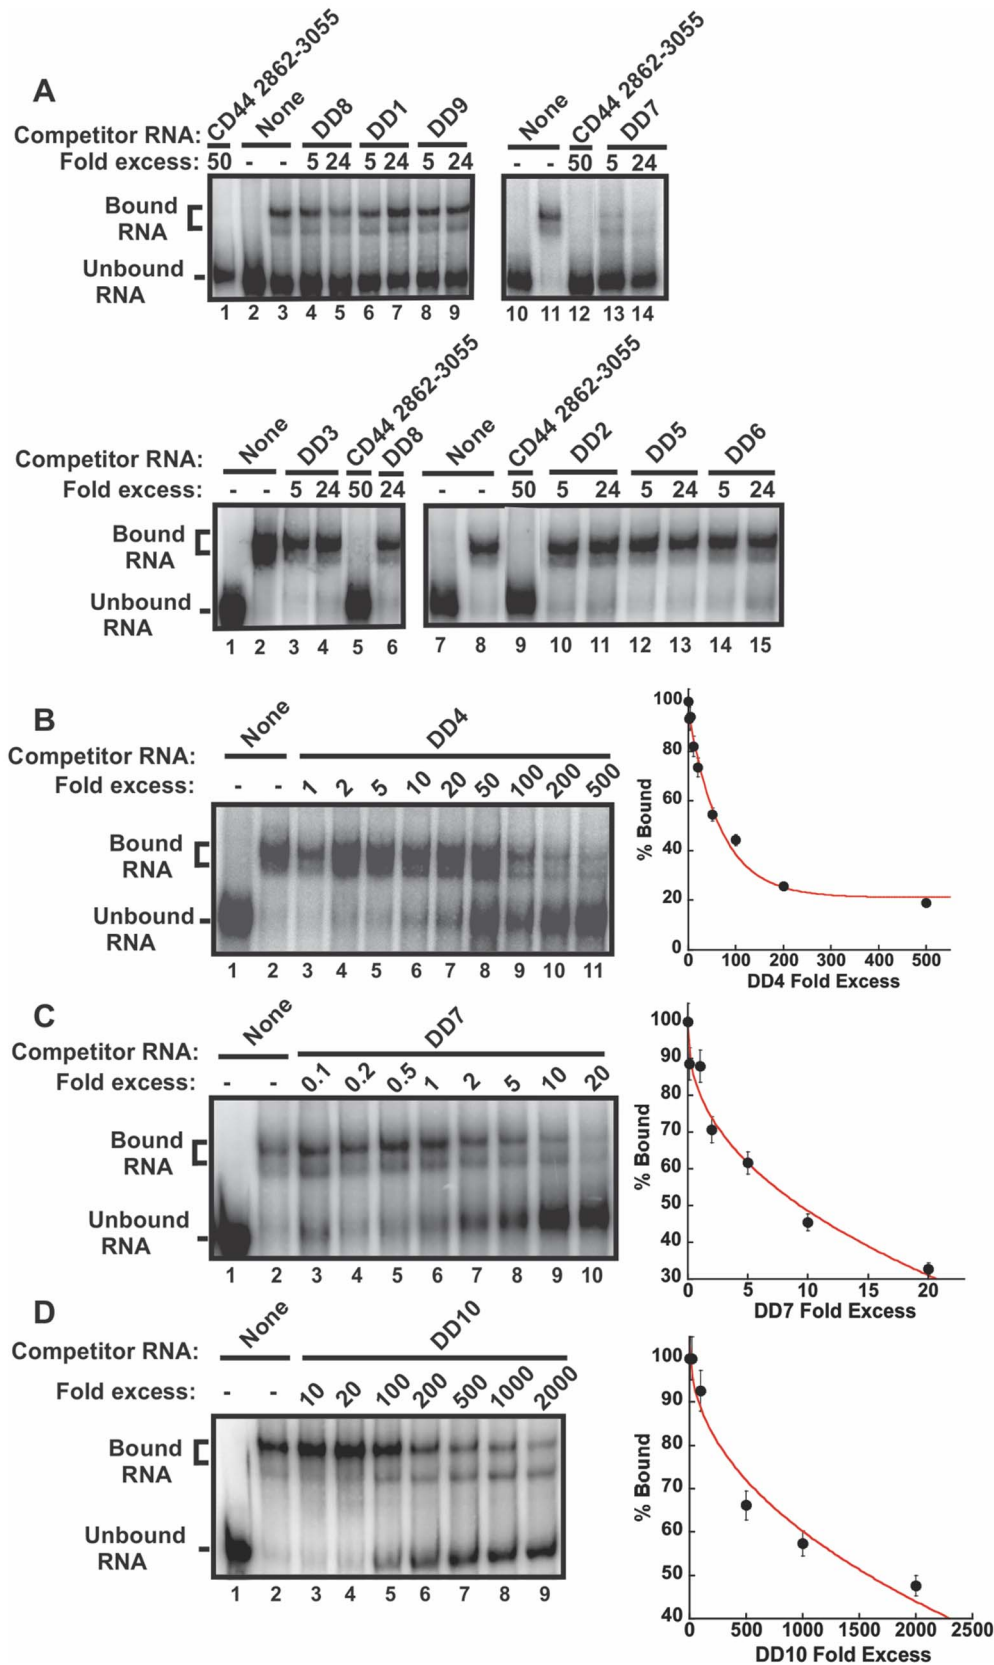 A
Competitor RNA: CD44 2862-3055 None DD8 DD1 DD9 None CD44 2862-3055 DD7
Fold excess: 50 - - 5 24 5 24 5 24 - - 50 5 24
Bound RNA
Unbound RNA
1 2 3 4 5 6 7 8 9 10 11 12 13 14
Competitor RNA: None DD3 CD44 2862-3055 DD8 None CD44 2862-3055 DD2 DD5 DD6
Fold excess: - - 5 24 50 24 - - 50 5 24 5 24 5 24
Bound RNA
Unbound RNA
1 2 3 4 5 6 7 8 9 10 11 12 13 14 15
B
Competitor RNA: None DD4
Fold excess: - - 1 2 5 10 20 50 100 200 500
Bound RNA
Unbound RNA
1 2 3 4 5 6 7 8 9 10 11
% Bound
100
80
60
40
20
0
0 100 200 300 400 500
DD4 Fold Excess
C
Competitor RNA: None DD7
Fold excess: - - 0.1 0.2 0.5 1 2 5 10 20
Bound RNA
Unbound RNA
1 2 3 4 5 6 7 8 9 10
% Bound
100
90
80
70
60
50
40
30
0 5 10 15 20
DD7 Fold Excess
D
Competitor RNA: None DD10
Fold excess: - - 10 20 100 200 500 1000 2000
Bound RNA
Unbound RNA
1 2 3 4 5 6 7 8 9
% Bound
100
90
80
70
60
50
40
0 500 1000 1500 2000 2500
DD10 Fold Excess